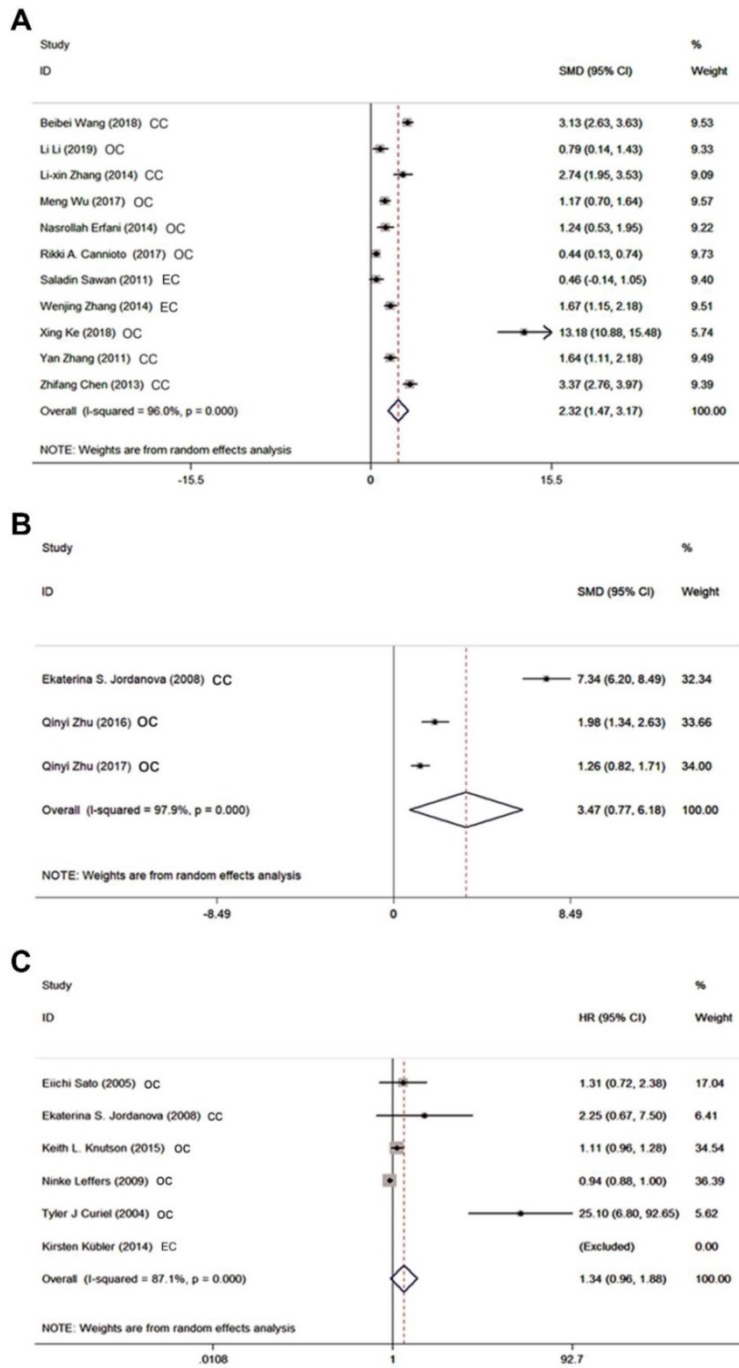 A
Study %
ID SMD (95% CI) Weight
Beibei Wang (2018) CC 3.13 (2.63, 3.63) 9.53
Li Li (2019) OC 0.79 (0.14, 1.43) 9.33
Li-xin Zhang (2014) CC 2.74 (1.95, 3.53) 9.09
Meng Wu (2017) OC 1.17 (0.70, 1.64) 9.57
Nasrollah Erfani (2014) OC 1.24 (0.53, 1.95) 9.22
Rikki A. Cannioto (2017) OC 0.44 (0.13, 0.74) 9.73
Saladin Sawan (2011) EC 0.46 (-0.14, 1.05) 9.40
Wenjing Zhang (2014) EC 1.67 (1.15, 2.18) 9.51
Xing Ke (2018) OC 13.18 (10.88, 15.48) 5.74
Yan Zhang (2011) CC 1.64 (1.11, 2.18) 9.49
Zhifang Chen (2013) CC 3.37 (2.76, 3.97) 9.39
Overall (I-squared = 96.0%, p = 0.000) 2.32 (1.47, 3.17) 100.00
NOTE: Weights are from random effects analysis
-15.5 0 15.5
B
Study %
ID SMD (95% CI) Weight
Ekaterina S. Jordanova (2008) CC 7.34 (6.20, 8.49) 32.34
Qinyi Zhu (2016) OC 1.98 (1.34, 2.63) 33.66
Qinyi Zhu (2017) OC 1.26 (0.82, 1.71) 34.00
Overall (I-squared = 97.9%, p = 0.000) 3.47 (0.77, 6.18) 100.00
NOTE: Weights are from random effects analysis
-8.49 0 8.49
C
Study %
ID HR (95% CI) Weight
Eiichi Sato (2005) OC 1.31 (0.72, 2.38) 17.04
Ekaterina S. Jordanova (2008) CC 2.25 (0.67, 7.50) 6.41
Keith L. Knutson (2015) OC 1.11 (0.96, 1.28) 34.54
Ninke Leffers (2009) OC 0.94 (0.88, 1.00) 36.39
Tyler J Curiel (2004) OC 25.10 (6.80, 92.65) 5.62
Kirsten Kübler (2014) EC (Excluded) 0.00
Overall (I-squared = 87.1%, p = 0.000) 1.34 (0.96, 1.88) 100.00
NOTE: Weights are from random effects analysis
.0108 1 92.7